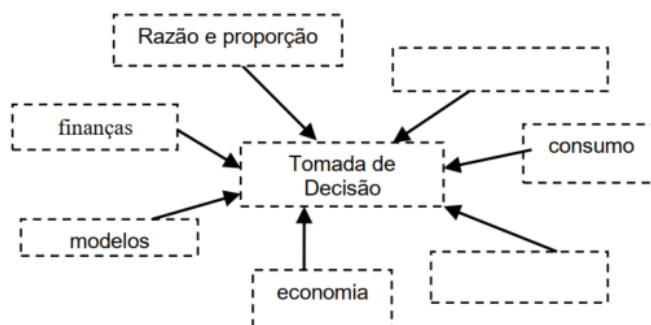 Razão e proporção
finanças
consumo
Tomada de
Decisão
modelos
economia